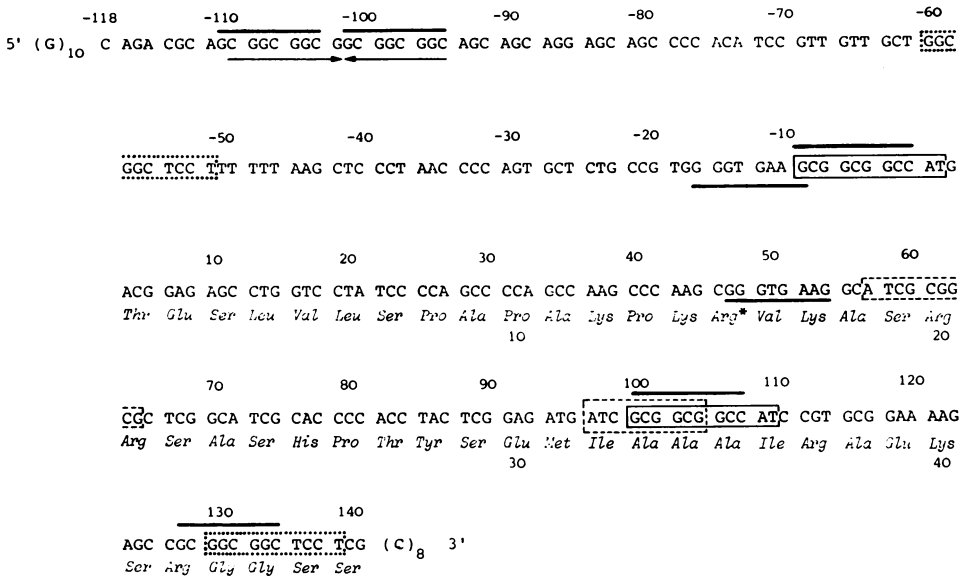 -118 -110 -100 -90 -80 -70 -60
5' (G)10 C AGA CGC AGC GGC GGC GGC GGC GGC AGC AGC AGG AGC AGC CCC ACA TCC GTT GTT GCT GGC
-50 -40 -30 -20 -10
GGC TCC TTT TTT AAG CTC CCT AAC CCC AGT GCT CTG CCG TGG GGT GAA GCG GCG GCC ATG
10 20 30 40 50 60
ACG GAG AGC CTG GTC CTA TCC CCA GCC CCA GCC AAG CCC AAG CGG GTG AAG GCA TCG CGG
Thr Glu Ser Leu Val Leu Ser Pro Ala Pro Ala Lys Pro Lys Arg* Val Lys Ala Ser Arg
10 20
70 80 90 100 110 120
CGC TCG GCA TCG CAC CCC ACC TAC TCG GAG ATG ATC GCG GCG GCC ATC CGT GCG GAA AAG
Arg Ser Ala Ser His Pro Thr Tyr Ser Glu Met Ile Ala Ala Ala Ile Arg Ala Glu Lys
30 40
130 140
AGC CGC GGC GGC TCC TCG (C)8 3'
Ser Arg Gly Gly Ser Ser